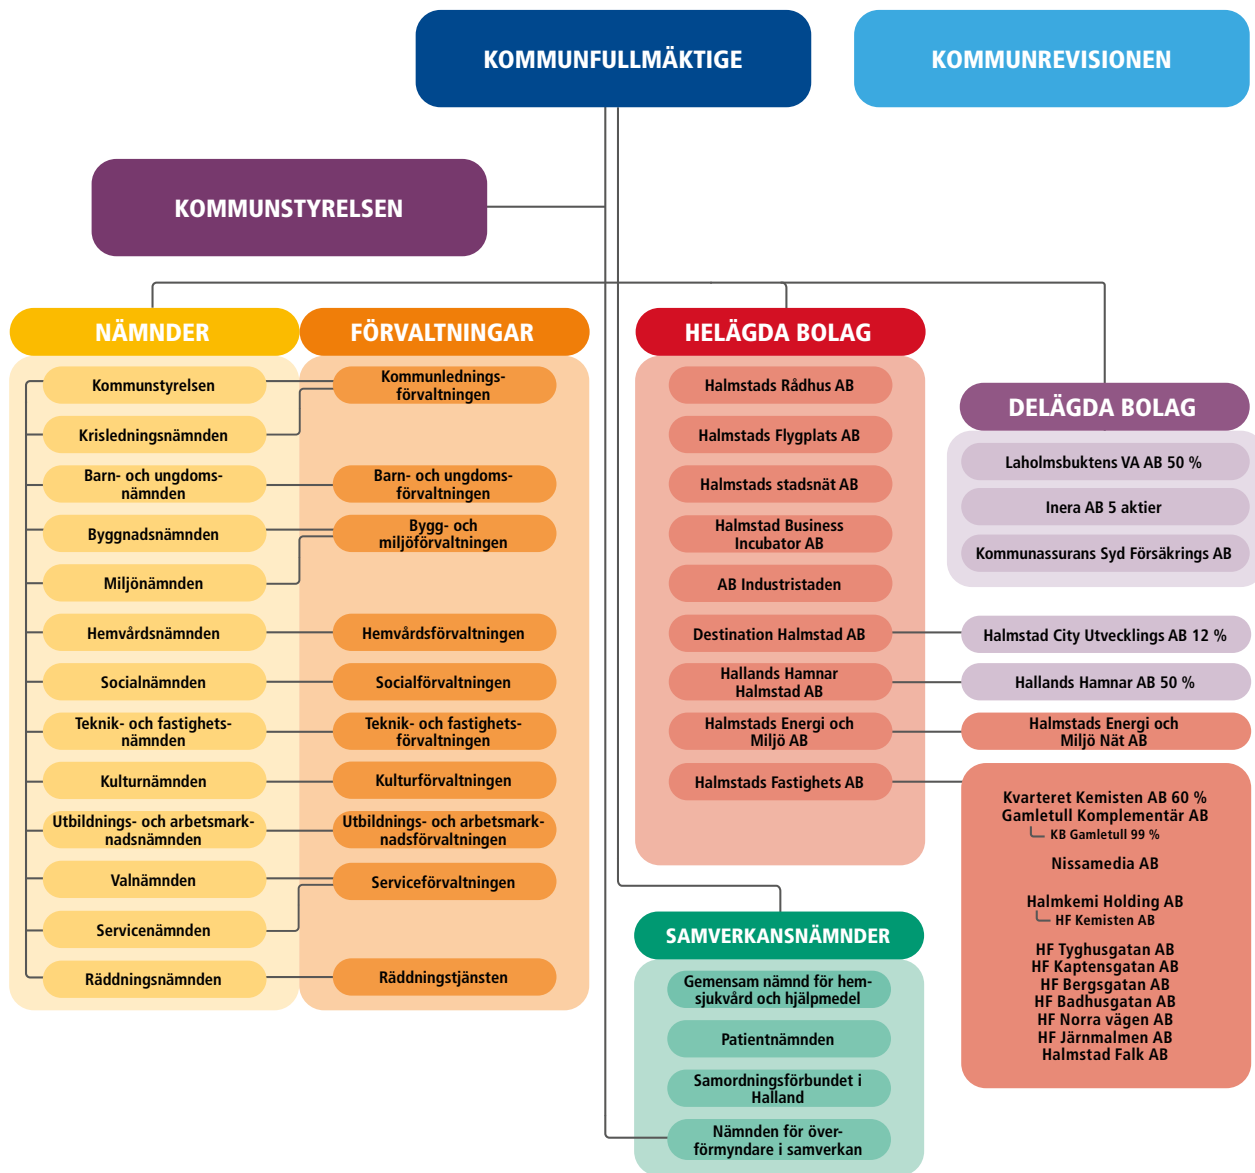 KOMMUNFULLMÄKTIGE
KOMMUNREVISIONEN
KOMMUNSTYRELSEN
NÄMNDER
Kommunstyrelsen
Krisledningsnämnden
Barn- och ungdoms-
nämnden
Byggnadsnämnden
Miljönämnden
Hemvårdsnämnden
Socialnämnden
Teknik- och fastighets-
nämnden
Kulturnämnden
Utbildnings- och arbetsmark-
nadsnämnden
Valnämnden
Servicenämnden
Räddningsnämnden
FÖRVALTNINGAR
Kommunlednings-
förvaltningen
Barn- och ungdoms-
förvaltningen
Bygg- och
miljöförvaltningen
Hemvårdsförvaltningen
Socialförvaltningen
Teknik- och fastighets-
förvaltningen
Kulturförvaltningen
Utbildnings- och arbetsmark-
nadsförvaltningen
Serviceförvaltningen
Räddningstjänsten
HELÄGDA BOLAG
Halmstads Rådhus AB
Halmstads Flygplats AB
Halmstads stadsnät AB
Halmstad Business
Incubator AB
AB Industristaden
Destination Halmstad AB
Hallands Hamnar
Halmstad AB
Halmstads Energi och
Miljö AB
Halmstads Fastighets AB
DELÄGDA BOLAG
Laholmsbuktens VA AB 50 %
Inera AB 5 aktier
Kommunassurans Syd Försäkrings AB
Halmstad City Utvecklings AB 12 %
Hallands Hamnar AB 50 %
Halmstads Energi och
Miljö Nät AB
Kvarteret Kemisten AB 60 %
Gamletull Komplementär AB
KB Gamletull 99 %
Nissamedia AB
Halmkemi Holding AB
HF Kemisten AB
HF Tyghusgatan AB
HF Kaptensgatan AB
HF Bergsgatan AB
HF Badhusgatan AB
HF Norra vägen AB
HF Järnmalmen AB
Halmstad Falk AB
SAMVERKANSNÄMNDER
Gemensam nämnd för hem-
sjukvård och hjälpmedel
Patientnämnden
Samordningsförbundet i
Halland
Nämnden för över-
förmyndare i samverkan